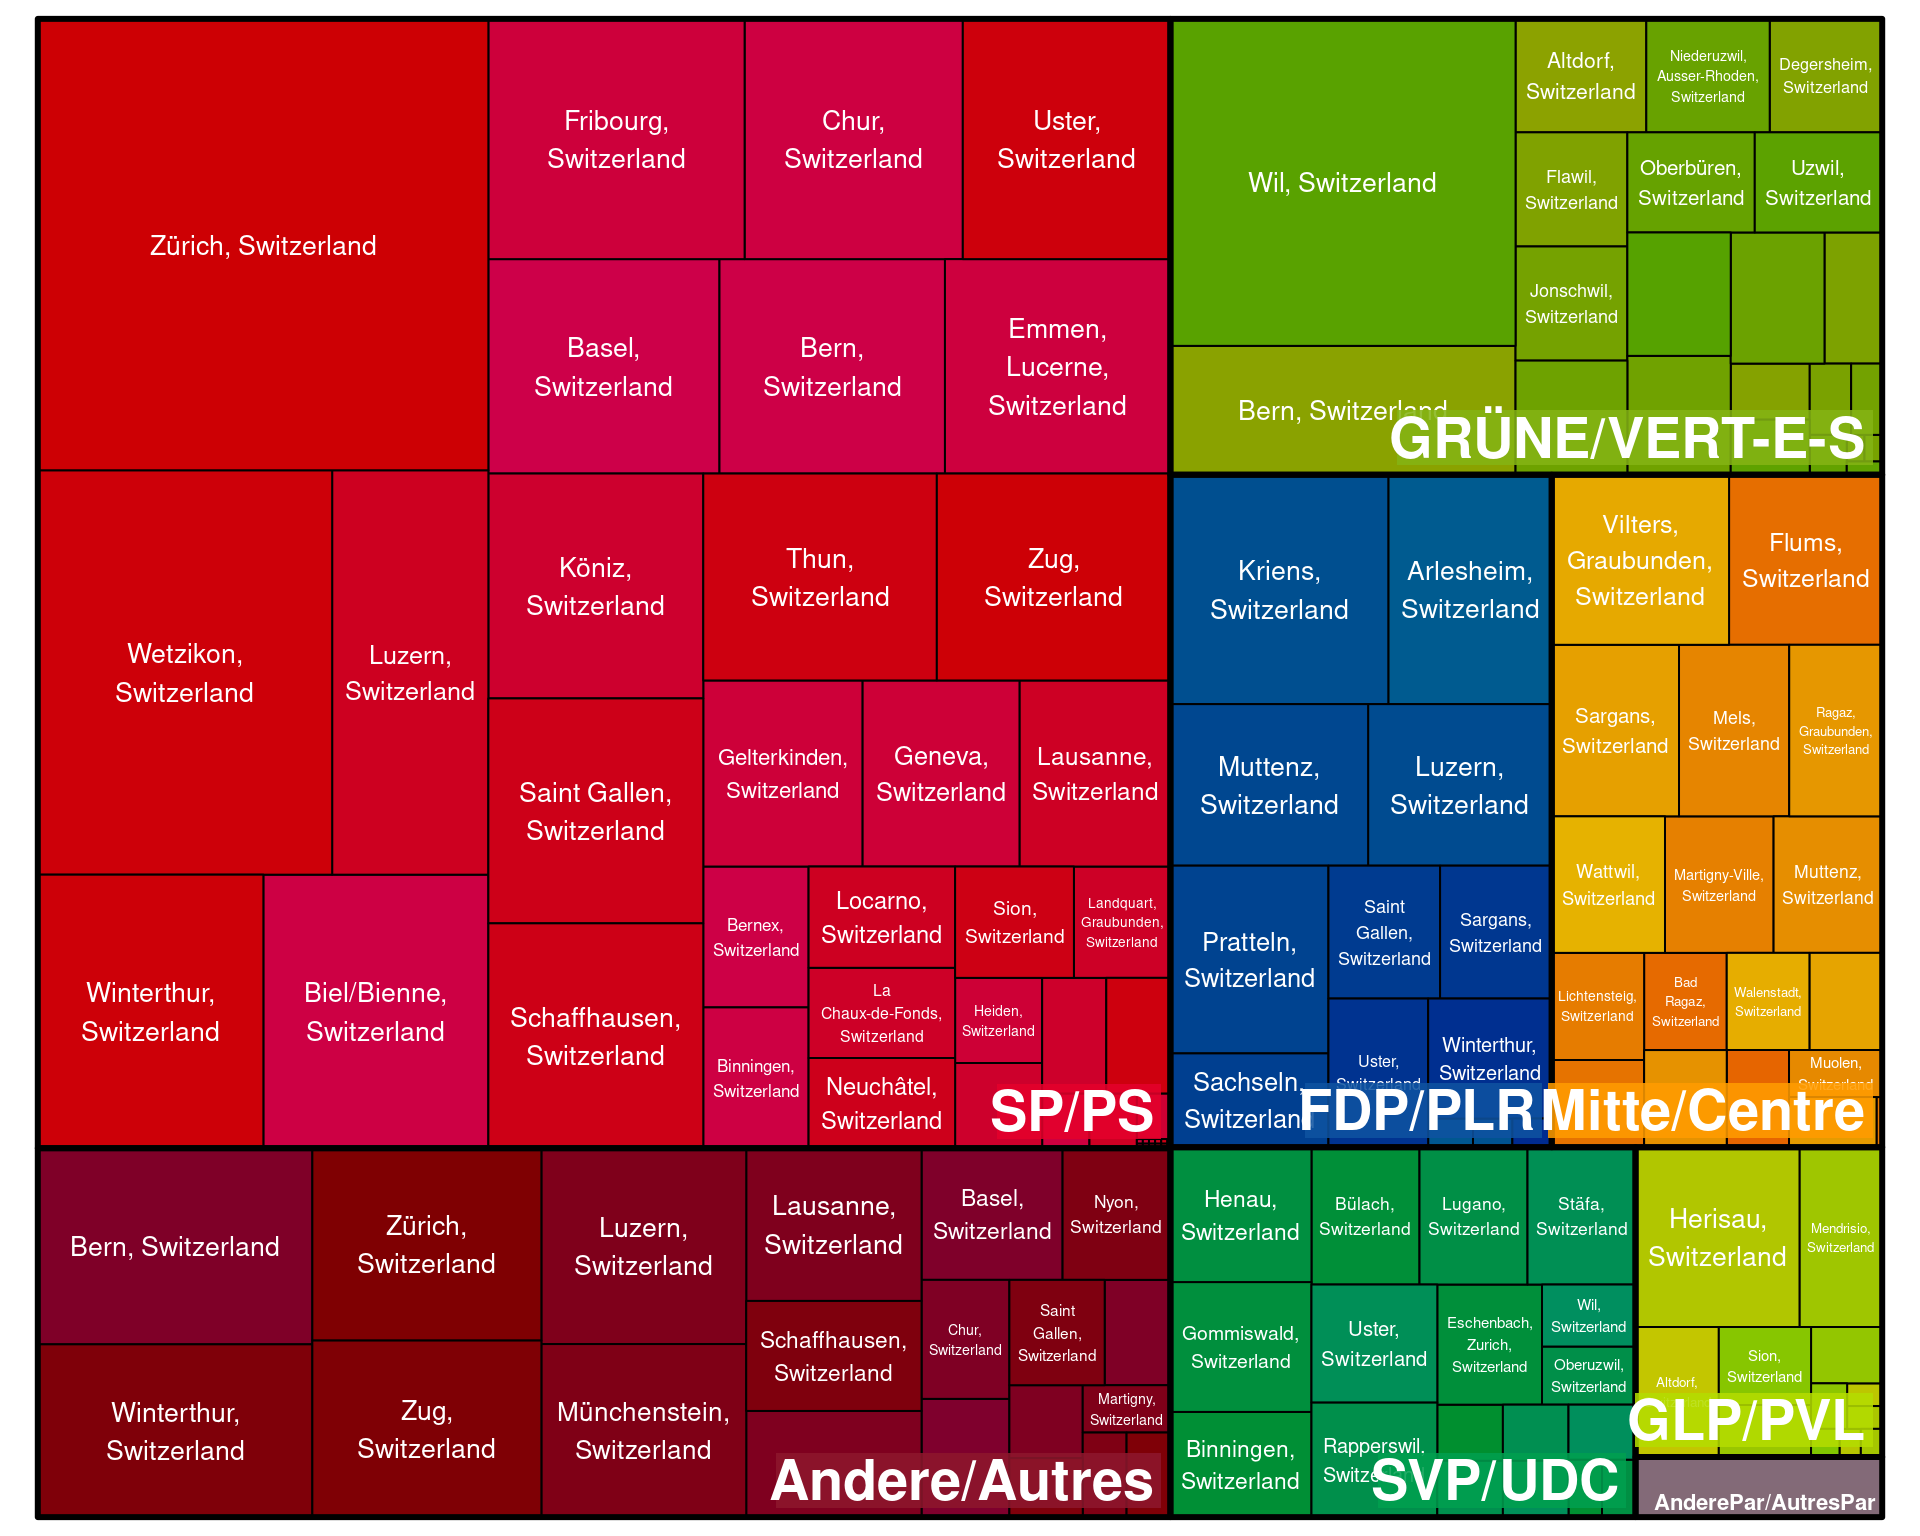 Zürich, Switzerland
Fribourg,
Switzerland
Chur,
Switzerland
Uster,
Switzerland
Basel,
Switzerland
Bern,
Switzerland
Emmen,
Lucerne,
Switzerland
Wetzikon,
Switzerland
Luzern,
Switzerland
Köniz,
Switzerland
Thun,
Switzerland
Zug,
Switzerland
Saint Gallen,
Switzerland
Gelterkinden,
Switzerland
Geneva,
Switzerland
Lausanne,
Switzerland
Winterthur,
Switzerland
Biel/Bienne,
Switzerland
Schaffhausen,
Switzerland
Bernex,
Switzerland
Locarno,
Switzerland
Sion,
Switzerland
Landquart,
Graubunden,
Switzerland
Binningen,
Switzerland
La
Chaux-de-Fonds,
Switzerland
Heiden,
Switzerland
Neuchâtel,
Switzerland
SP/PS
Wil, Switzerland
Altdorf,
Switzerland
Niederuzwil,
Ausser-Rhoden,
Switzerland
Degersheim,
Switzerland
Flawil,
Switzerland
Oberbüren,
Switzerland
Uzwil,
Switzerland
Jonschwil,
Switzerland
Bern, Switzerland
GRÜNE/VERT-E-S
Kriens,
Switzerland
Arlesheim,
Switzerland
Muttenz,
Switzerland
Luzern,
Switzerland
Pratteln,
Switzerland
Saint
Gallen,
Switzerland
Sargans,
Switzerland
Sachseln,
Switzerland
Uster,
Switzerland
Winterthur,
Switzerland
FDP/PLR
Vilters,
Graubunden,
Switzerland
Flums,
Switzerland
Sargans,
Switzerland
Mels,
Switzerland
Ragaz,
Graubunden,
Switzerland
Wattwil,
Switzerland
Martigny-Ville,
Switzerland
Muttenz,
Switzerland
Lichtensteig,
Switzerland
Bad
Ragaz,
Switzerland
Walenstadt,
Switzerland
Muolen,
Switzerland
Mitte/Centre
Bern, Switzerland
Zürich,
Switzerland
Luzern,
Switzerland
Lausanne,
Switzerland
Basel,
Switzerland
Nyon,
Switzerland
Winterthur,
Switzerland
Zug,
Switzerland
Münchenstein,
Switzerland
Schaffhausen,
Switzerland
Chur,
Switzerland
Saint
Gallen,
Switzerland
Martigny,
Switzerland
Andere/Autres
Henau,
Switzerland
Bülach,
Switzerland
Lugano,
Switzerland
Stäfa,
Switzerland
Gommiswald,
Switzerland
Uster,
Switzerland
Eschenbach,
Zurich,
Switzerland
Wil,
Switzerland
Oberuzwil,
Switzerland
Binningen,
Switzerland
Rapperswil,
Switzerland
SVP/UDC
Herisau,
Switzerland
Mendrisio,
Switzerland
Altdorf,
Sion,
Switzerland
GLP/PVL
AnderePar/AutresPar